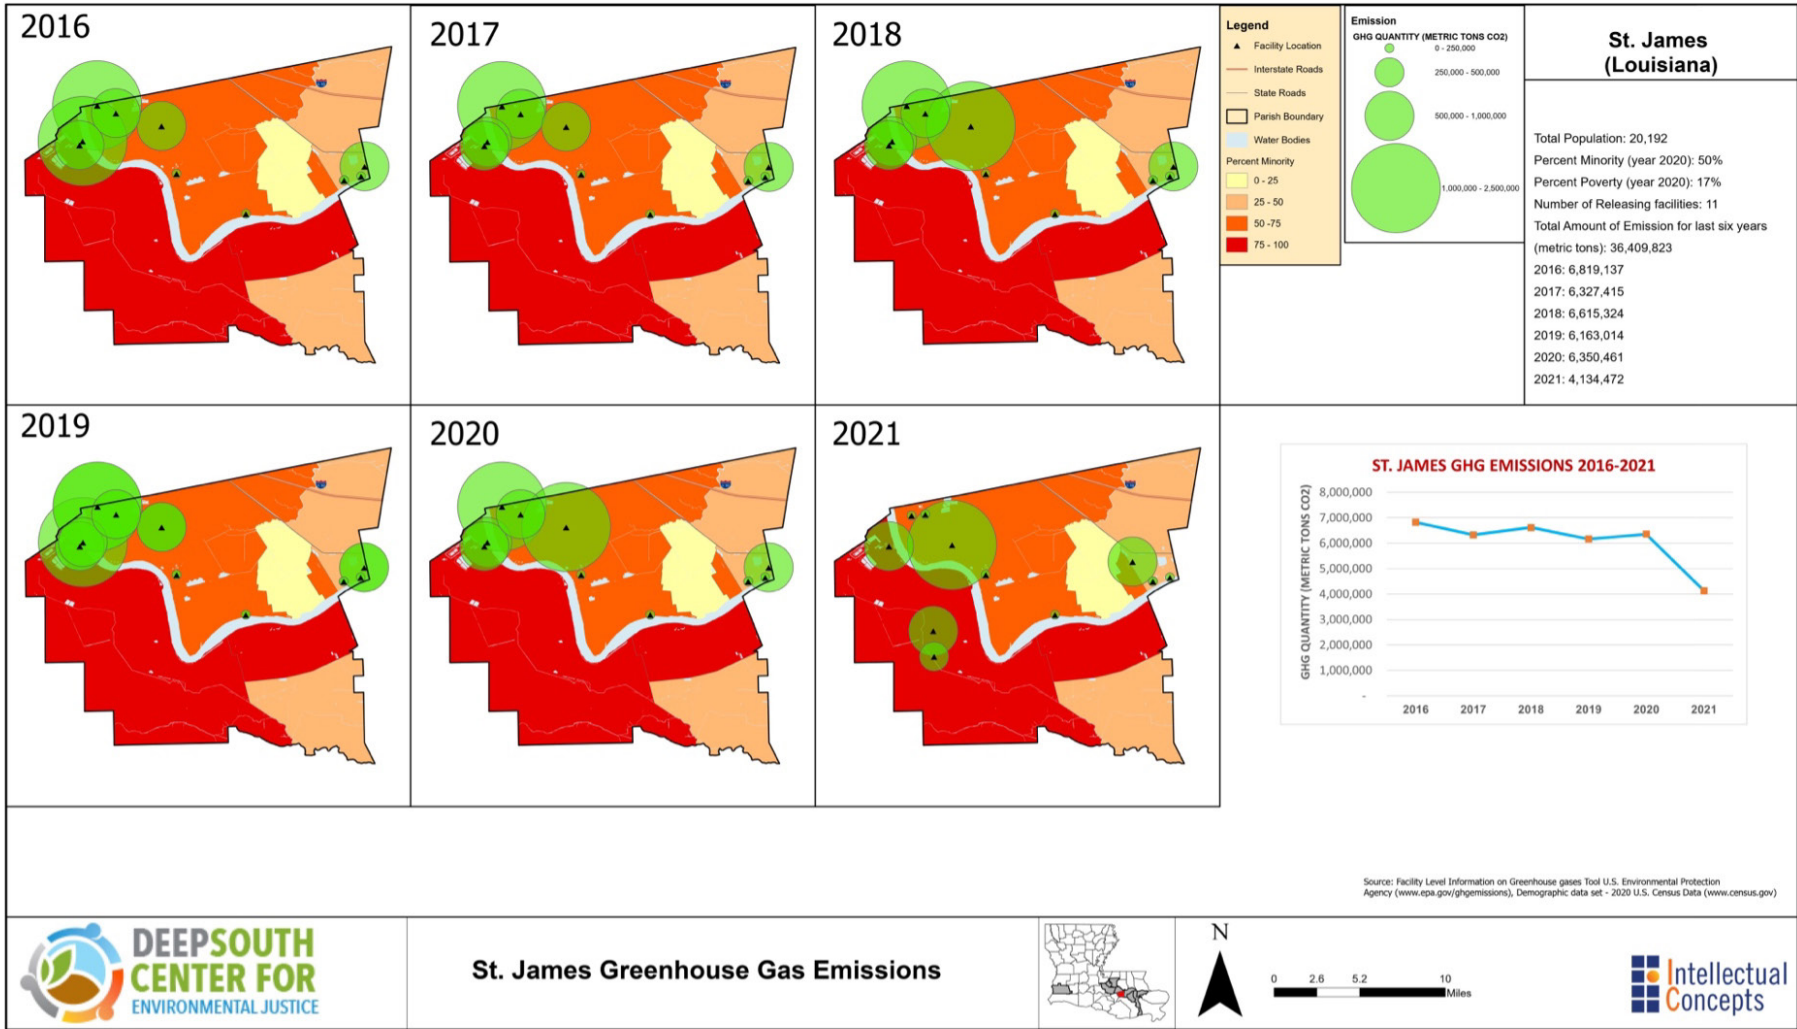 2016
2017
2018
Legend
Facility Location
Interstate Roads
State Roads
Parish Boundary
Water Bodies
Percent Minority
0 - 25
25 - 50
50 -75
75 - 100
Emission
GHG QUANTITY (METRIC TONS CO2)
0 - 250,000
250,000 - 500,000
500,000 - 1,000,000
1,000,000 - 2,500,000
St. James
(Louisiana)
Total Population: 20,192
Percent Minority (year 2020): 50%
Percent Poverty (year 2020): 17%
Number of Releasing facilities: 11
Total Amount of Emission for last six years
(metric tons): 36,409,823
2016: 6,819,137
2017: 6,327,415
2018: 6,615,324
2019: 6,163,014
2020: 6,350,461
2021: 4,134,472
2019
2020
2021
ST. JAMES GHG EMISSIONS 2016-2021
GHG QUANTITY (METRIC TONS CO2)
8,000,000
7,000,000
6,000,000
5,000,000
4,000,000
3,000,000
2,000,000
1,000,000
-
2016 2017 2018 2019 2020 2021
Source: Facility Level Information on Greenhouse gases Tool U.S. Environmental Protection
Agency (www.epa.gov/ghgemissions), Demographic data set - 2020 U.S. Census Data (www.census.gov)
DEEPSOUTH
CENTER FOR
ENVIRONMENTAL JUSTICE
St. James Greenhouse Gas Emissions
N
0 2.6 5.2 10
Miles
Intellectual
Concepts